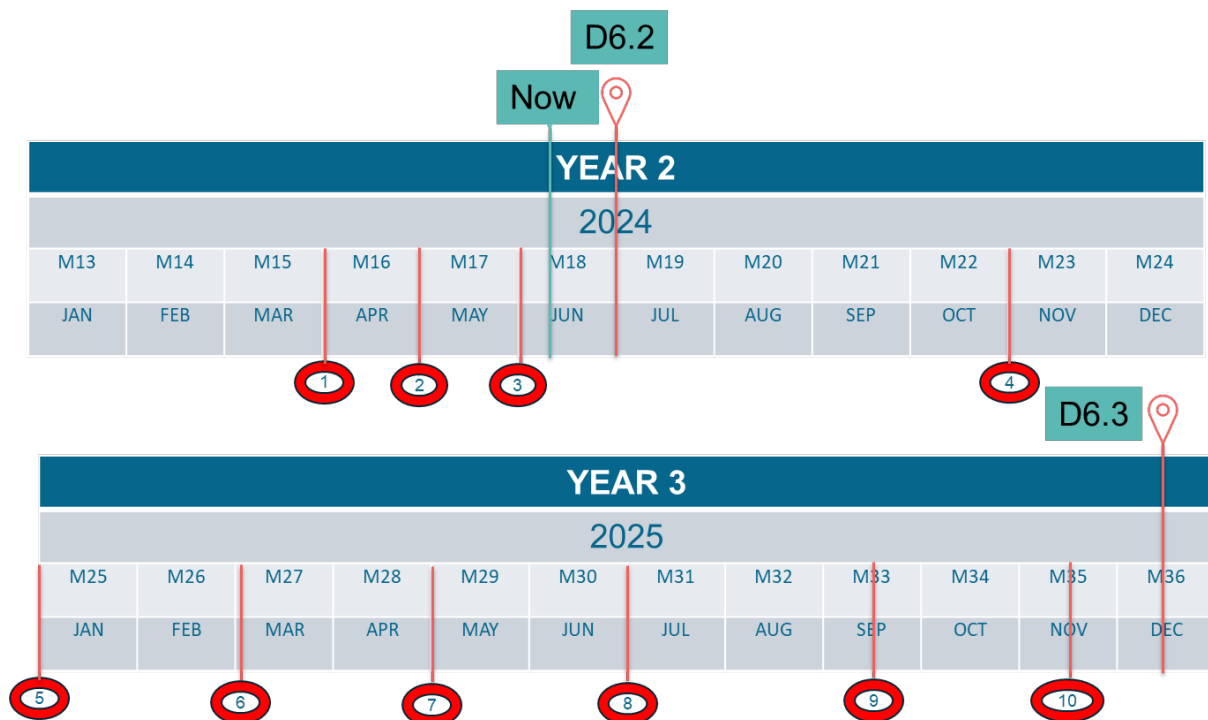 D6.2
Now
YEAR 2
2024
M13 M14 M15 M16 M17 M18 M19 M20 M21 M22 M23 M24
JAN FEB MAR APR MAY JUN JUL AUG SEP OCT NOV DEC
1 2 3 4
D6.3
YEAR 3
2025
M25 M26 M27 M28 M29 M30 M31 M32 M33 M34 M35 M36
JAN FEB MAR APR MAY JUN JUL AUG SEP OCT NOV DEC
5 6 7 8 9 10